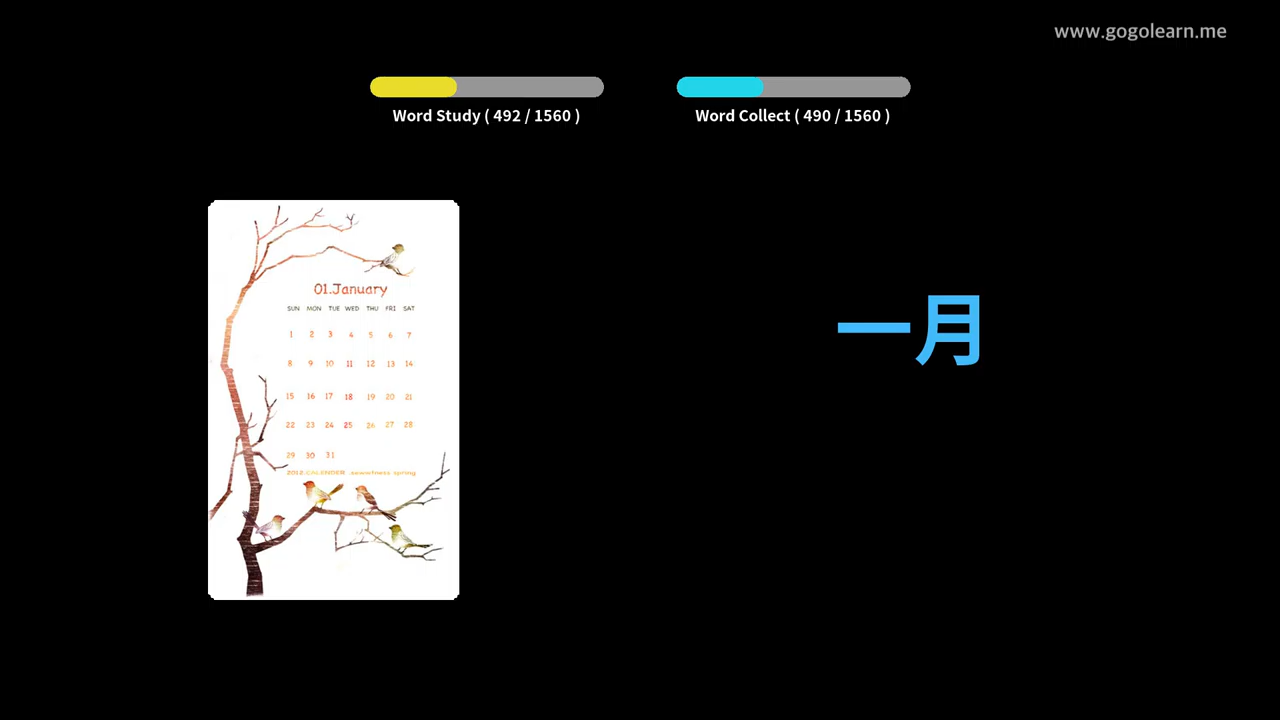 www.gogolearn.me
Word Study ( 492 / 1560 )
Word Collect ( 490 / 1560 )
01.January
SUN MON TUE WED THU FRI SAT
1 2 3 4 5 6 7
8 9 10 11 12 13 14
15 16 17 18 19 20 21
22 23 24 25 26 27 28
29 30 31
CALENDER spring
一月